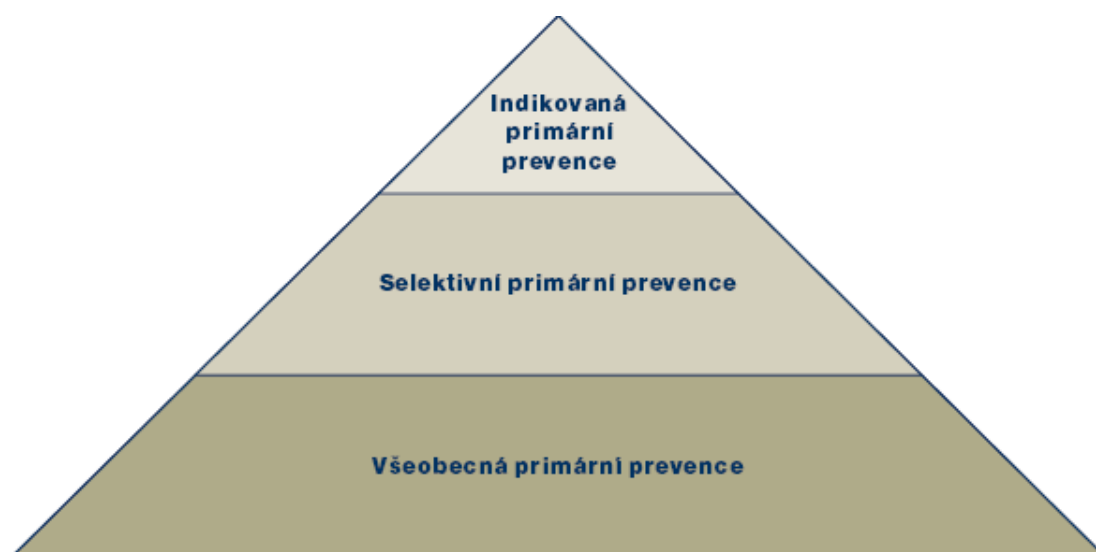 Indikovaná
primární
prevence
Selektivní primární prevence
Všeobecná primární prevence